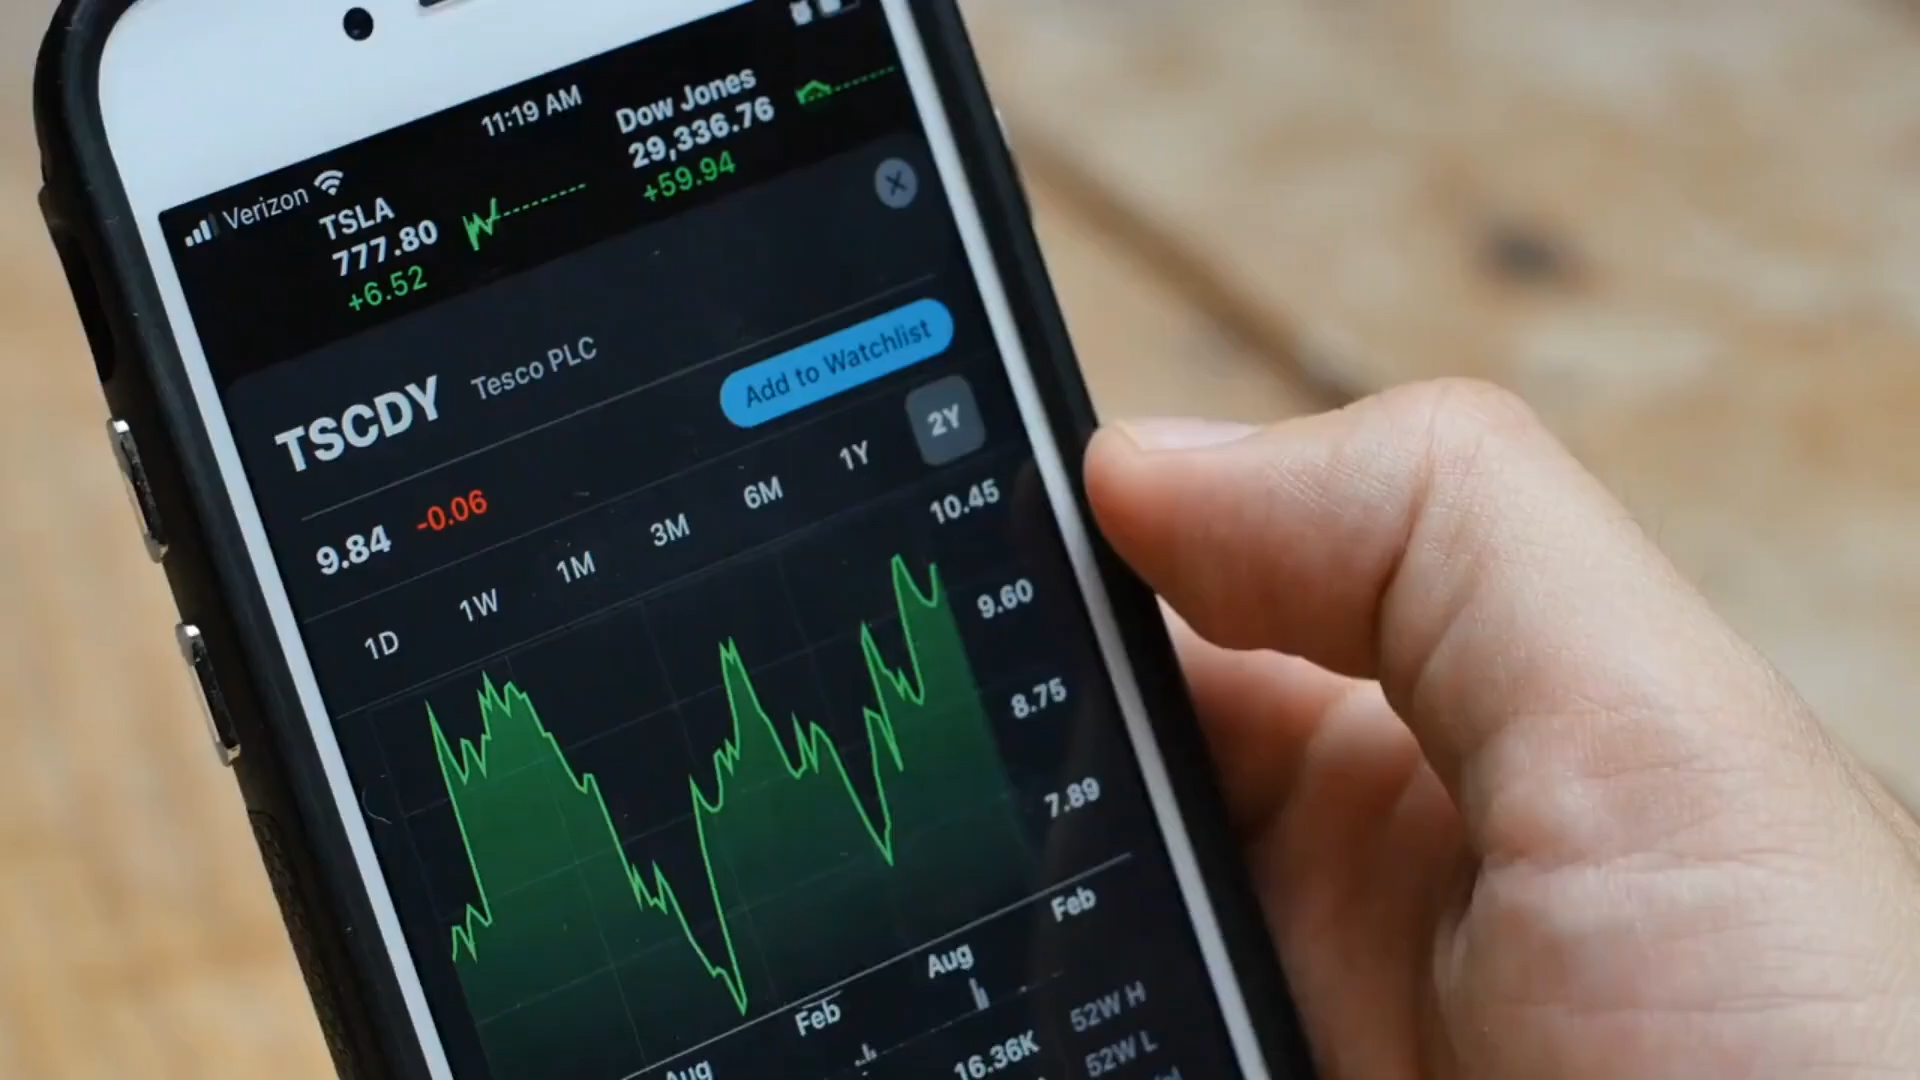 11:19 AM
Verizon
TSLA
777.80
+6.52
Dow Jones
29,336.76
+59.94
TSCDY Tesco PLC
Add to Watchlist
9.84 -0.06
1D 1W 1M 3M 6M 1Y 2Y
10.45
9.60
8.75
7.89
Aug Feb Aug Feb
16.36K 52W H
52W L